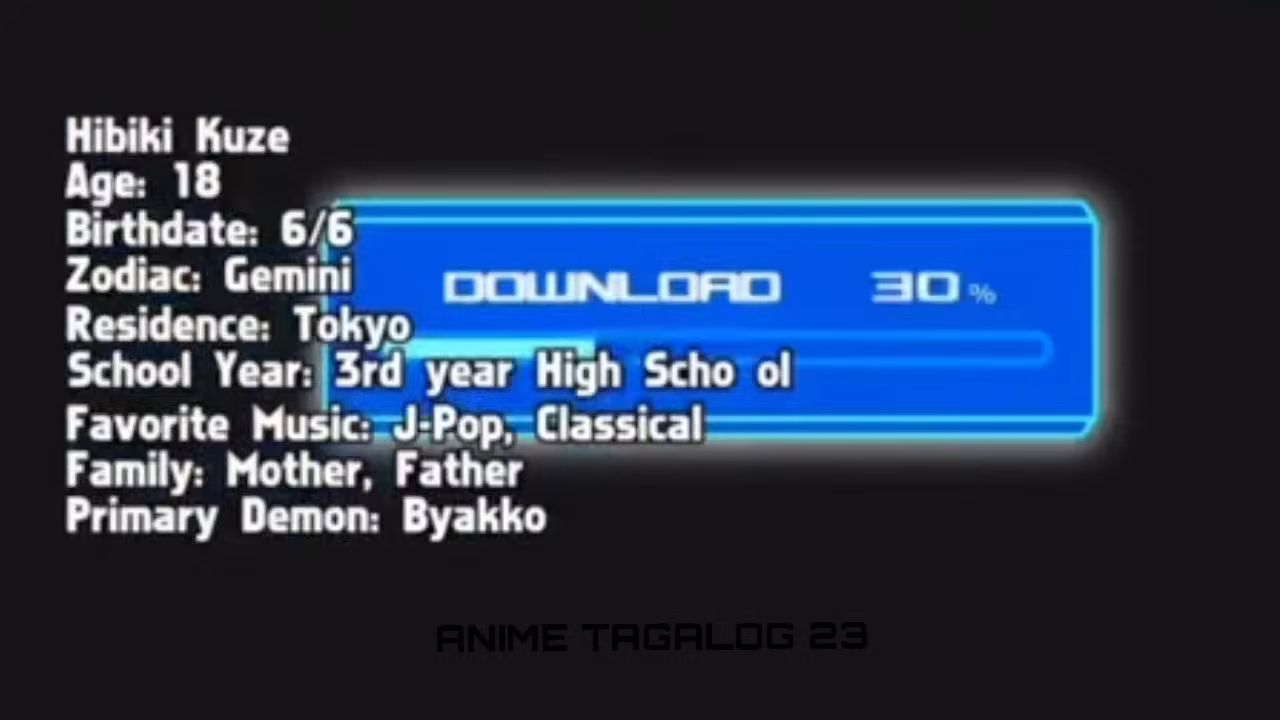 Hibiki Kuze
Age: 18
Birthdate: 6/6
Zodiac: Gemini
DOWNLOAD 30%
Residence: Tokyo
School Year: 3rd year High Scho ol
Favorite Music: J-Pop, Classical
Family: Mother, Father
Primary Demon: Byakko
ANIME TAGALOG 23